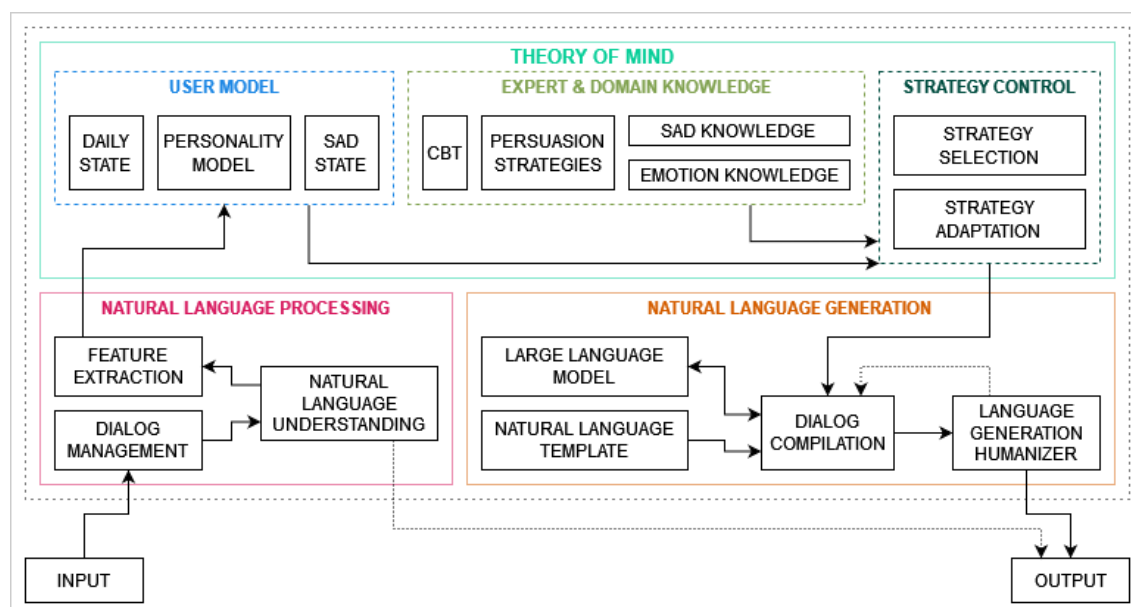 THEORY OF MIND
USER MODEL
DAILY
STATE
PERSONALITY
MODEL
SAD
STATE
EXPERT & DOMAIN KNOWLEDGE
CBT
PERSUASION
STRATEGIES
SAD KNOWLEDGE
EMOTION KNOWLEDGE
STRATEGY CONTROL
STRATEGY
SELECTION
STRATEGY
ADAPTATION
NATURAL LANGUAGE PROCESSING
FEATURE
EXTRACTION
DIALOG
MANAGEMENT
NATURAL
LANGUAGE
UNDERSTANDING
NATURAL LANGUAGE GENERATION
LARGE LANGUAGE
MODEL
NATURAL LANGUAGE
TEMPLATE
DIALOG
COMPILATION
LANGUAGE
GENERATION
HUMANIZER
INPUT
OUTPUT